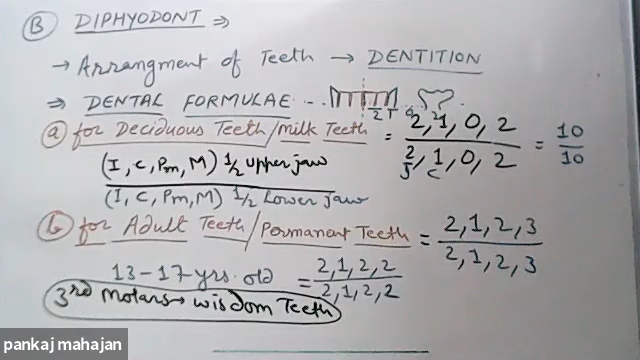 (B) DIPHYODONT ⇒
→ Arrangment of Teeth → DENTITION
⇒ DENTAL FORMULAE --
(a) for Deciduous Teeth/Milk Teeth = 2,1,0,2 / 2,1,0,2 = 10/10
(I, C, Pm, M) 1/2 upper jaw
(I, C, Pm, M) 1/2 Lower jaw
(b) for Adult Teeth/Permanent Teeth = 2,1,2,3 / 2,1,2,3
13-17 yrs. old = 2,1,2,2 / 2,1,2,2
3rd Molars → wisdom Teeth
pankaj mahajan